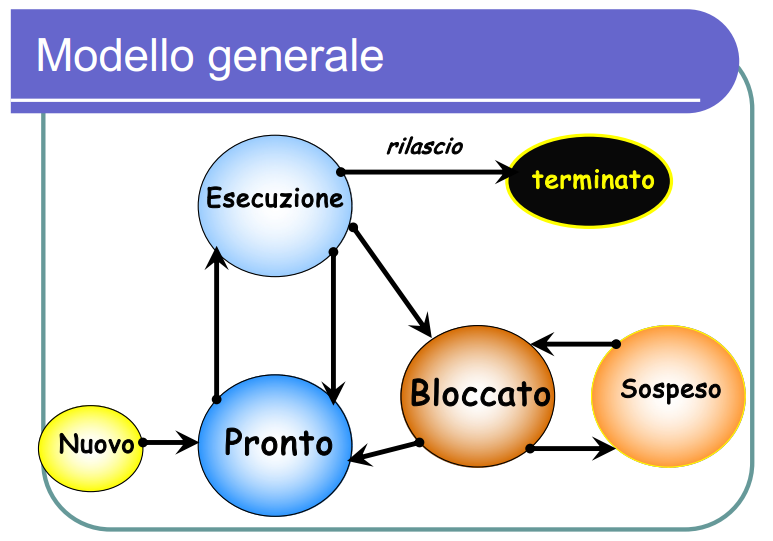 Modello generale
rilascio
Esecuzione
terminato
Bloccato
Sospeso
Nuovo
Pronto